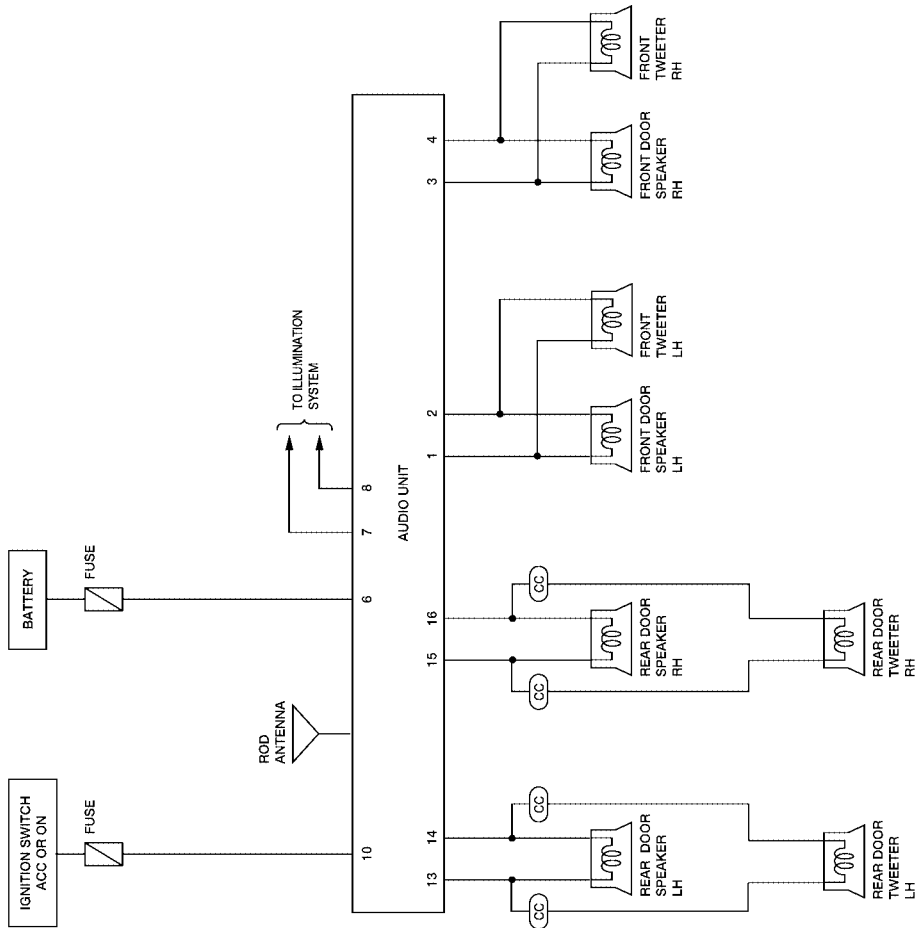 IGNITION SWITCH
ACC OR ON
FUSE
10
ROD
ANTENNA
BATTERY
FUSE
6
TO ILLUMINATION
SYSTEM
7
8
AUDIO UNIT
13
14
15
16
1
2
3
4
CC
CC
CC
CC
REAR DOOR
SPEAKER
LH
REAR DOOR
SPEAKER
RH
FRONT DOOR
SPEAKER
LH
FRONT
TWEETER
LH
FRONT DOOR
SPEAKER
RH
FRONT
TWEETER
RH
REAR DOOR
TWEETER
LH
REAR DOOR
TWEETER
RH